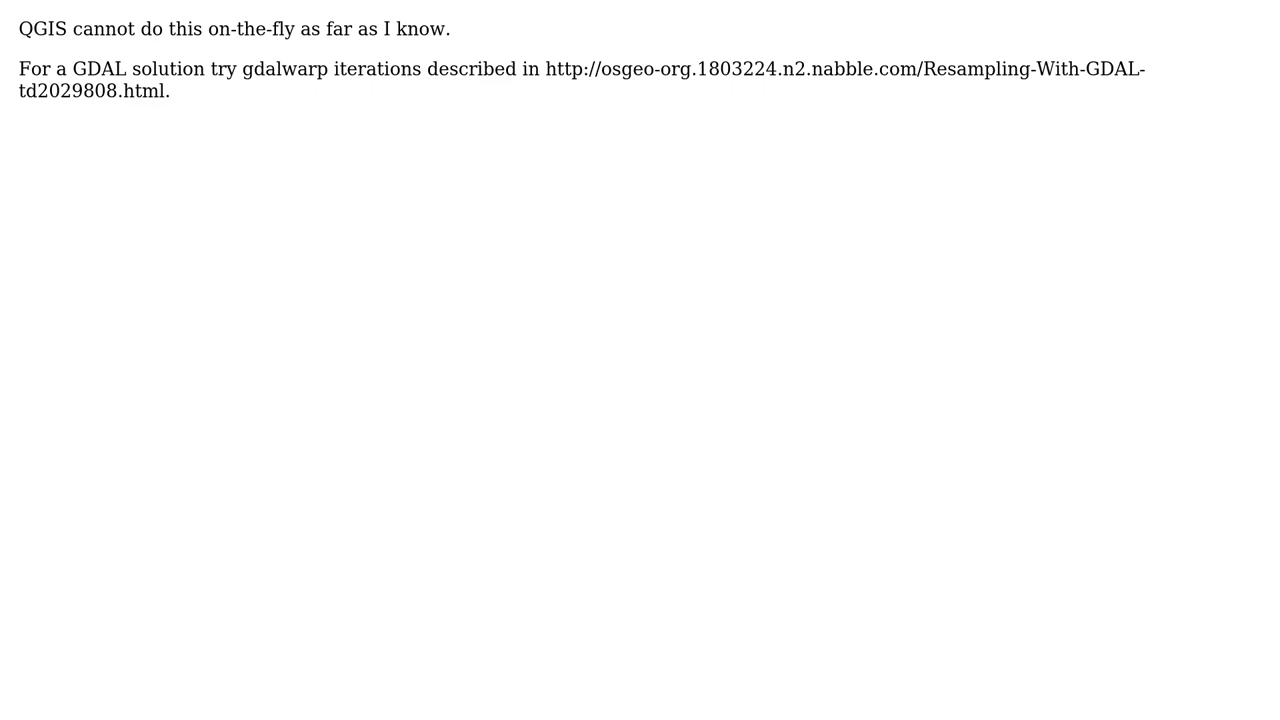 QGIS cannot do this on-the-fly as far as I know.
For a GDAL solution try gdalwarp iterations described in http://osgeo-org.1803224.n2.nabble.com/Resampling-With-GDAL-
td2029808.html.